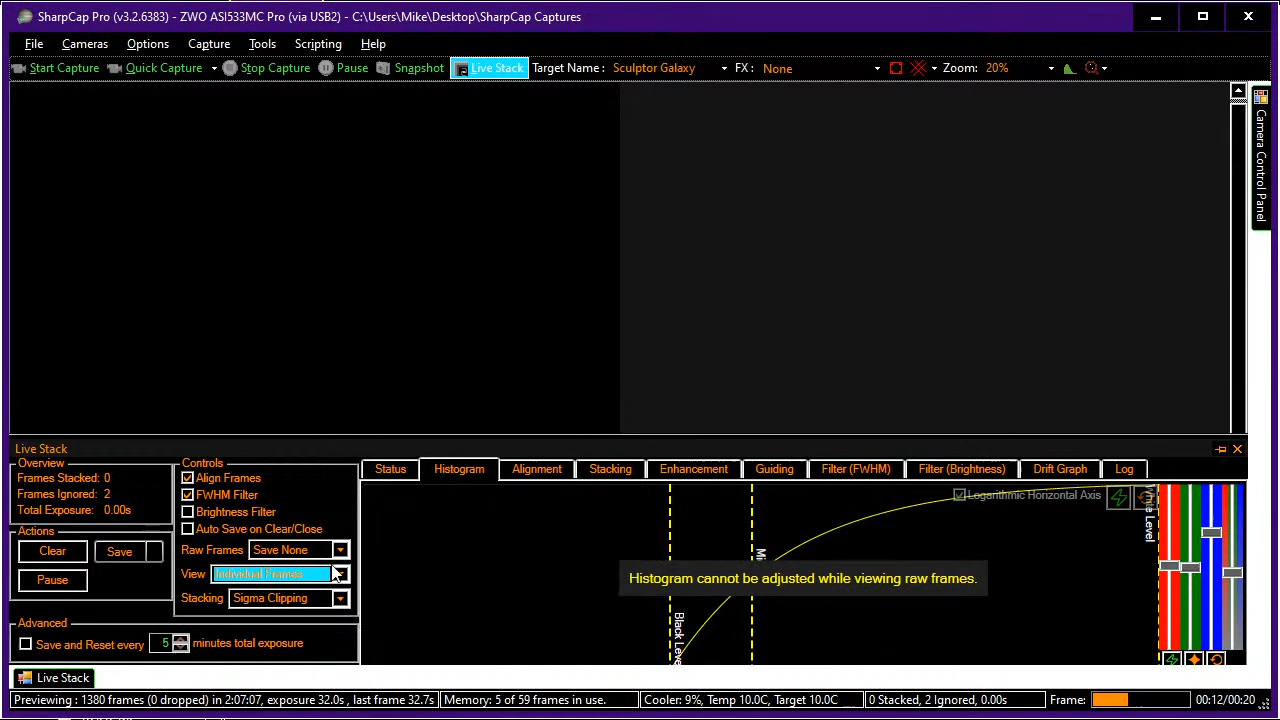 SharpCap Pro (v3.2.6383) - ZWO ASI533MC Pro (via USB2) - C:\Users\Mike\Desktop\SharpCap Captures
File Cameras Options Capture Tools Scripting Help
Start Capture Quick Capture Stop Capture Pause Snapshot Live Stack Target Name : Sculptor Galaxy FX : None Zoom: 20%
Camera Control Panel
Live Stack
Overview
Frames Stacked: 0
Frames Ignored: 2
Total Exposure: 0.00s
Actions
Clear Save
Pause
Controls
Align Frames
FWHM Filter
Brightness Filter
Auto Save on Clear/Close
Raw Frames Save None
View Individual Frames
Stacking Sigma Clipping
Advanced
Save and Reset every 5 minutes total exposure
Status Histogram Alignment Stacking Enhancement Guiding Filter (FWHM) Filter (Brightness) Drift Graph Log
Logarithmic Horizontal Axis
White Level
Histogram cannot be adjusted while viewing raw frames.
Live Stack
Previewing : 1380 frames (0 dropped) in 2:07:07, exposure 32.0s , last frame 32.7s Memory: 5 of 59 frames in use. Cooler: 9%, Temp 10.0C, Target 10.0C 0 Stacked, 2 Ignored, 0.00s Frame: 00:12/00:20